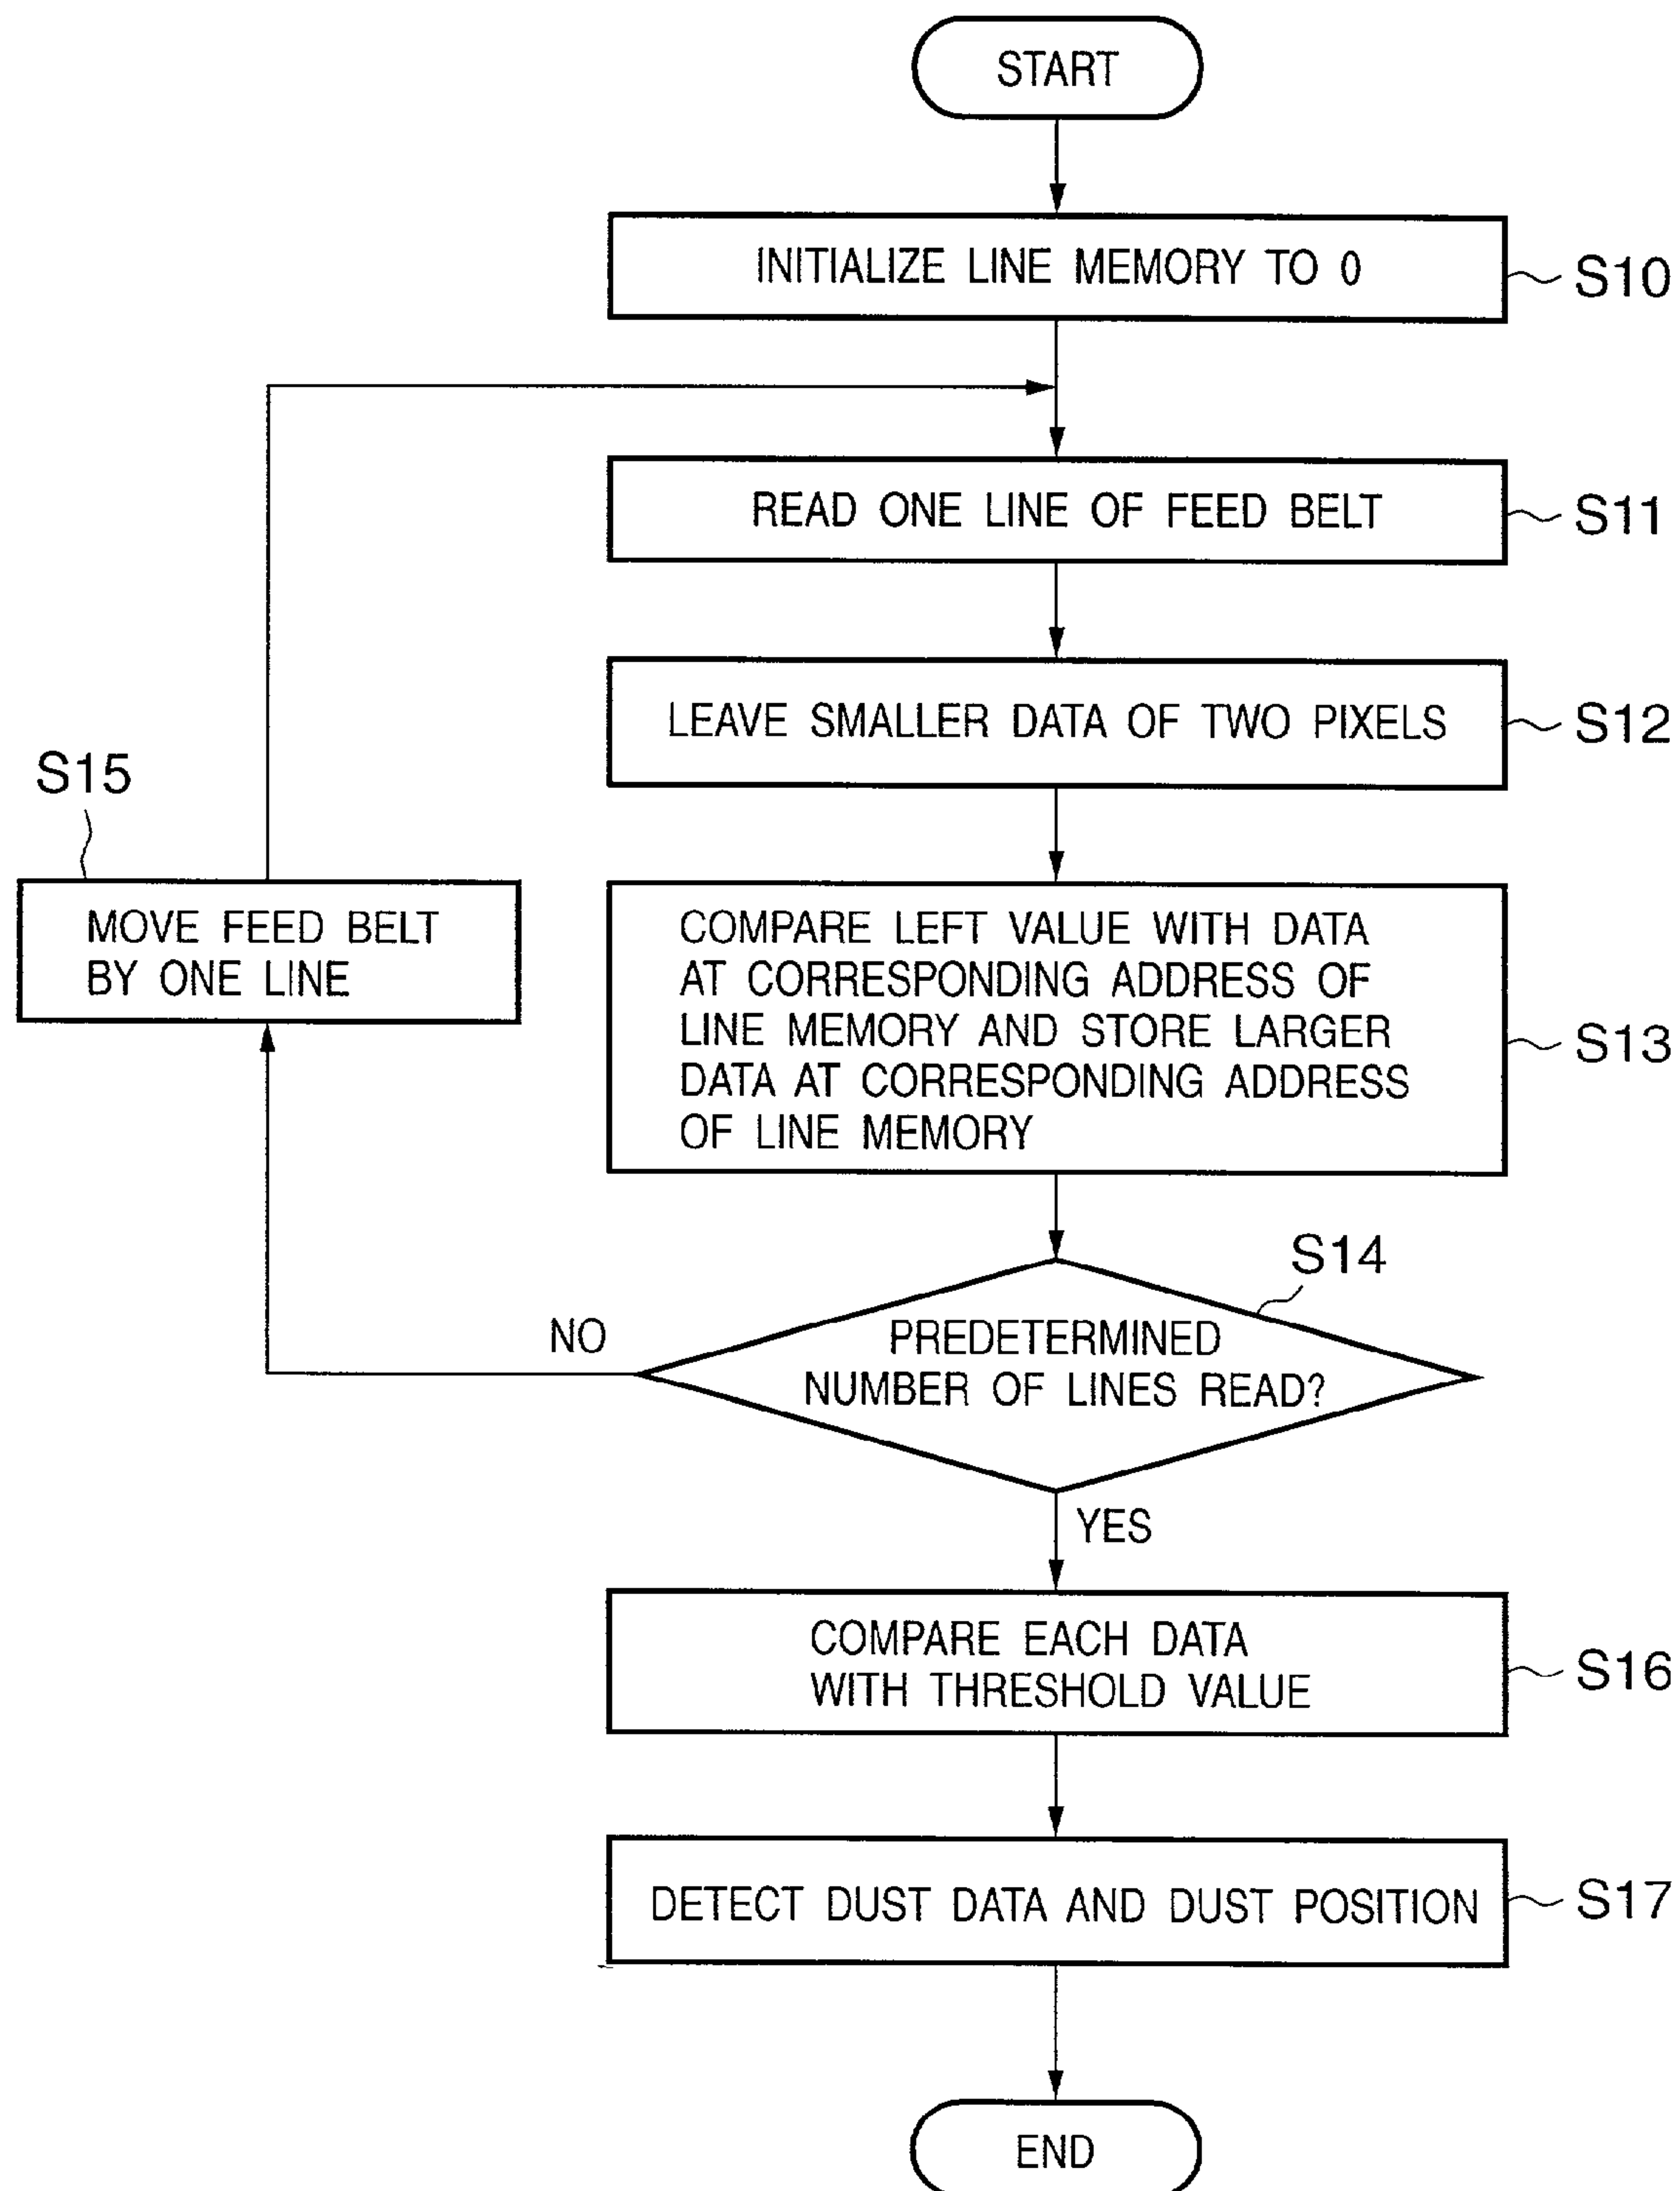 START
INITIALIZE LINE MEMORY TO 0
S10
READ ONE LINE OF FEED BELT
S11
LEAVE SMALLER DATA OF TWO PIXELS
S12
S15
MOVE FEED BELT
BY ONE LINE
COMPARE LEFT VALUE WITH DATA
AT CORRESPONDING ADDRESS OF
LINE MEMORY AND STORE LARGER
DATA AT CORRESPONDING ADDRESS
OF LINE MEMORY
S13
S14
NO
PREDETERMINED
NUMBER OF LINES READ?
YES
COMPARE EACH DATA
WITH THRESHOLD VALUE
S16
DETECT DUST DATA AND DUST POSITION
S17
END